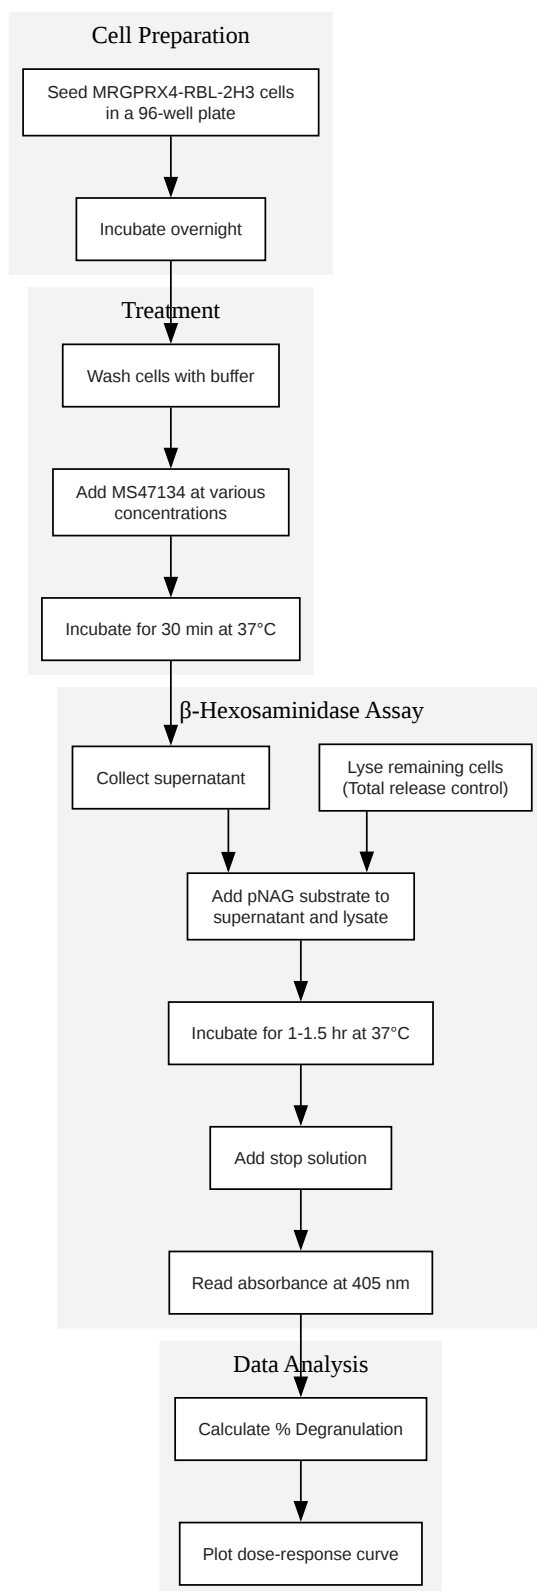 Cell Preparation
Seed MRGPRX4-RBL-2H3 cells
in a 96-well plate
Incubate overnight
Treatment
Wash cells with buffer
Add MS47134 at various
concentrations
Incubate for 30 min at 37°C
β-Hexosaminidase Assay
Collect supernatant
Lyse remaining cells
(Total release control)
Add pNAG substrate to
supernatant and lysate
Incubate for 1-1.5 hr at 37°C
Add stop solution
Read absorbance at 405 nm
Data Analysis
Calculate % Degranulation
Plot dose-response curve